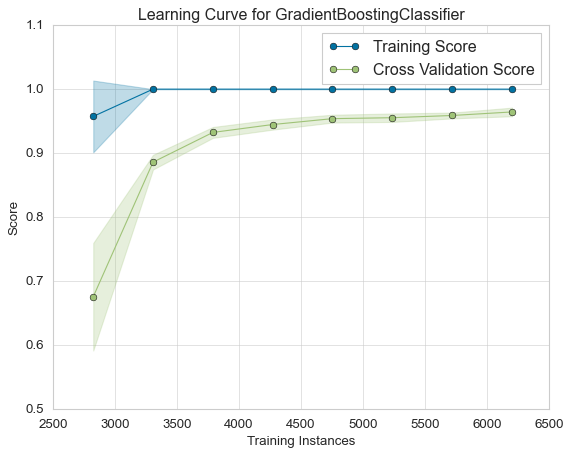 Learning Curve for GradientBoostingClassifier
1.1
1.0
0.9
0.8
0.7
0.6
0.5
Score
Training Score
Cross Validation Score
2500 3000 3500 4000 4500 5000 5500 6000 6500
Training Instances